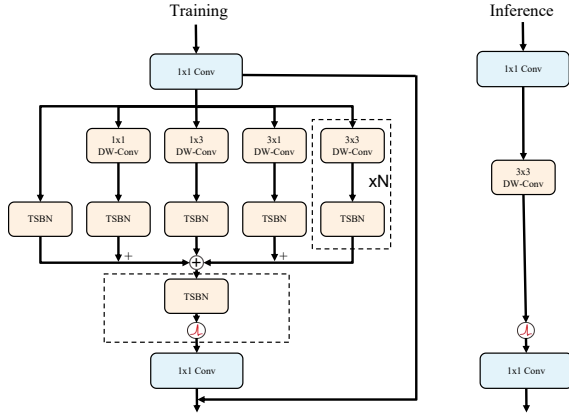 Training
Inference
1x1 Conv
1x1 Conv
1x1
DW-Conv
1x3
DW-Conv
3x1
DW-Conv
3x3
DW-Conv
xN
3x3
DW-Conv
TSBN
TSBN
TSBN
TSBN
TSBN
+
+
+
TSBN
1x1 Conv
1x1 Conv